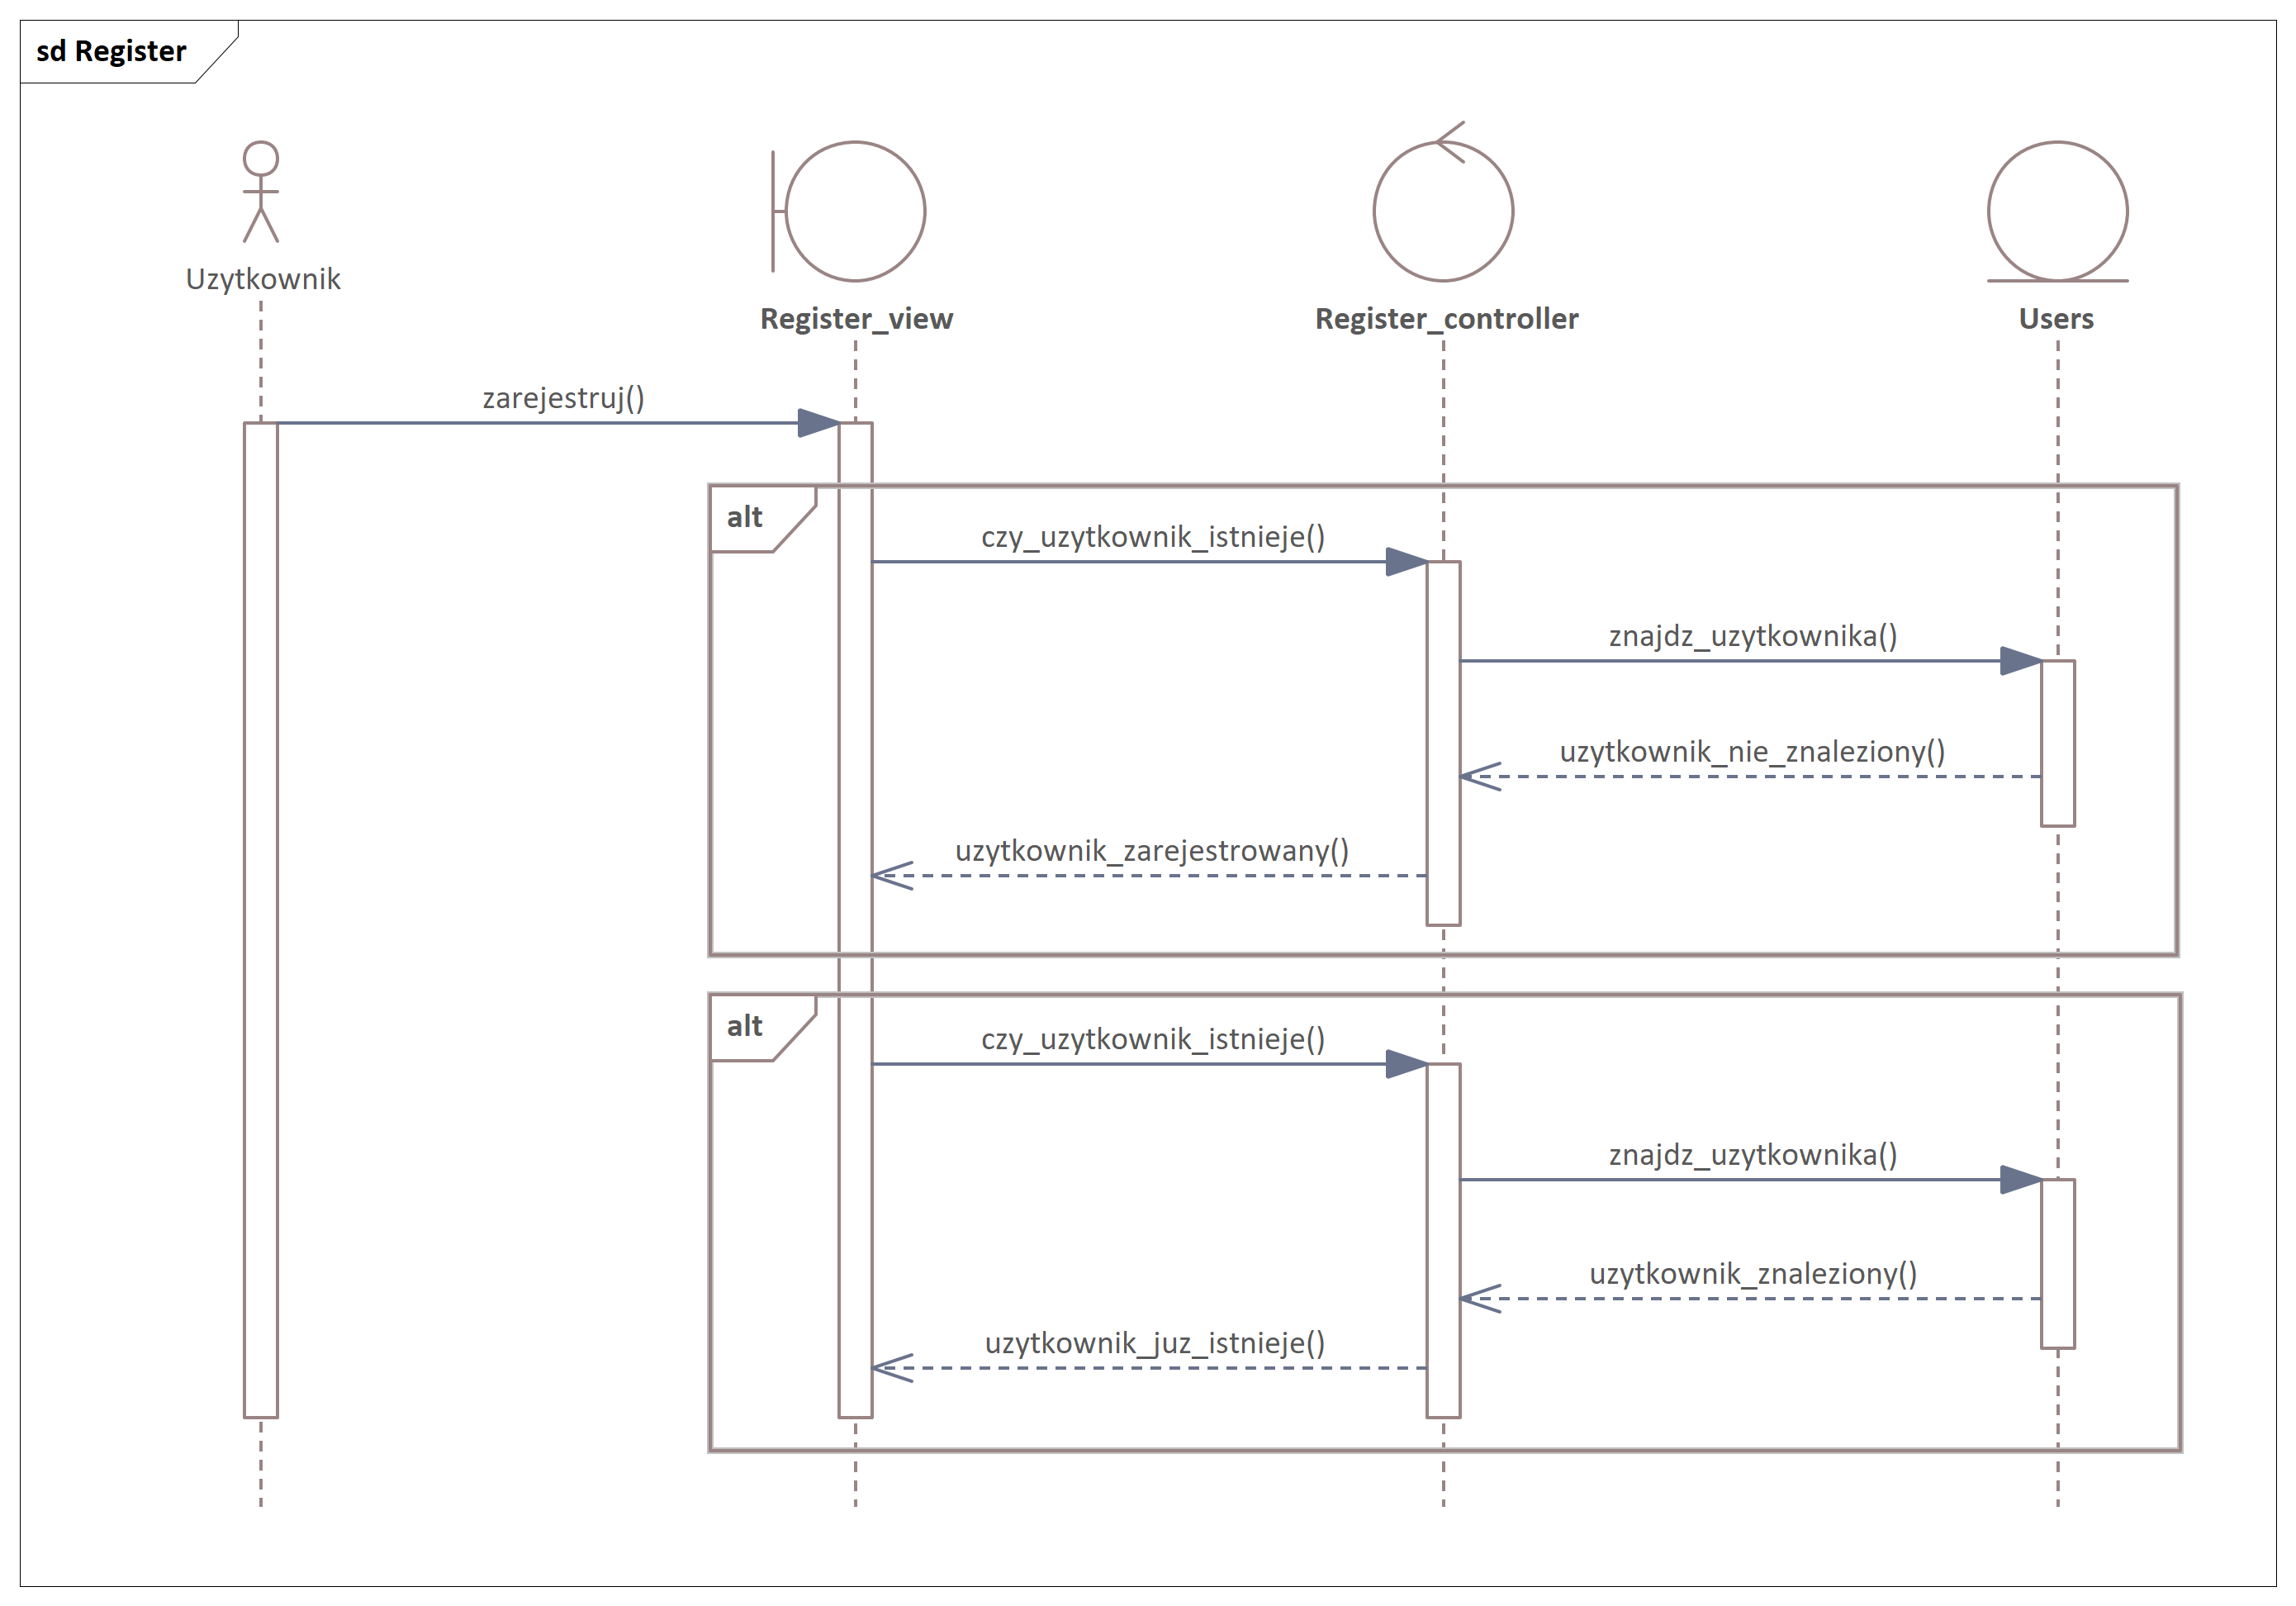 sd Register
Uzytkownik
Register_view
Register_controller
Users
zarejestruj()
alt
czy_uzytkownik_istnieje()
znajdz_uzytkownika()
uzytkownik_nie_znaleziony()
uzytkownik_zarejestrowany()
alt
czy_uzytkownik_istnieje()
znajdz_uzytkownika()
uzytkownik_znaleziony()
uzytkownik_juz_istnieje()